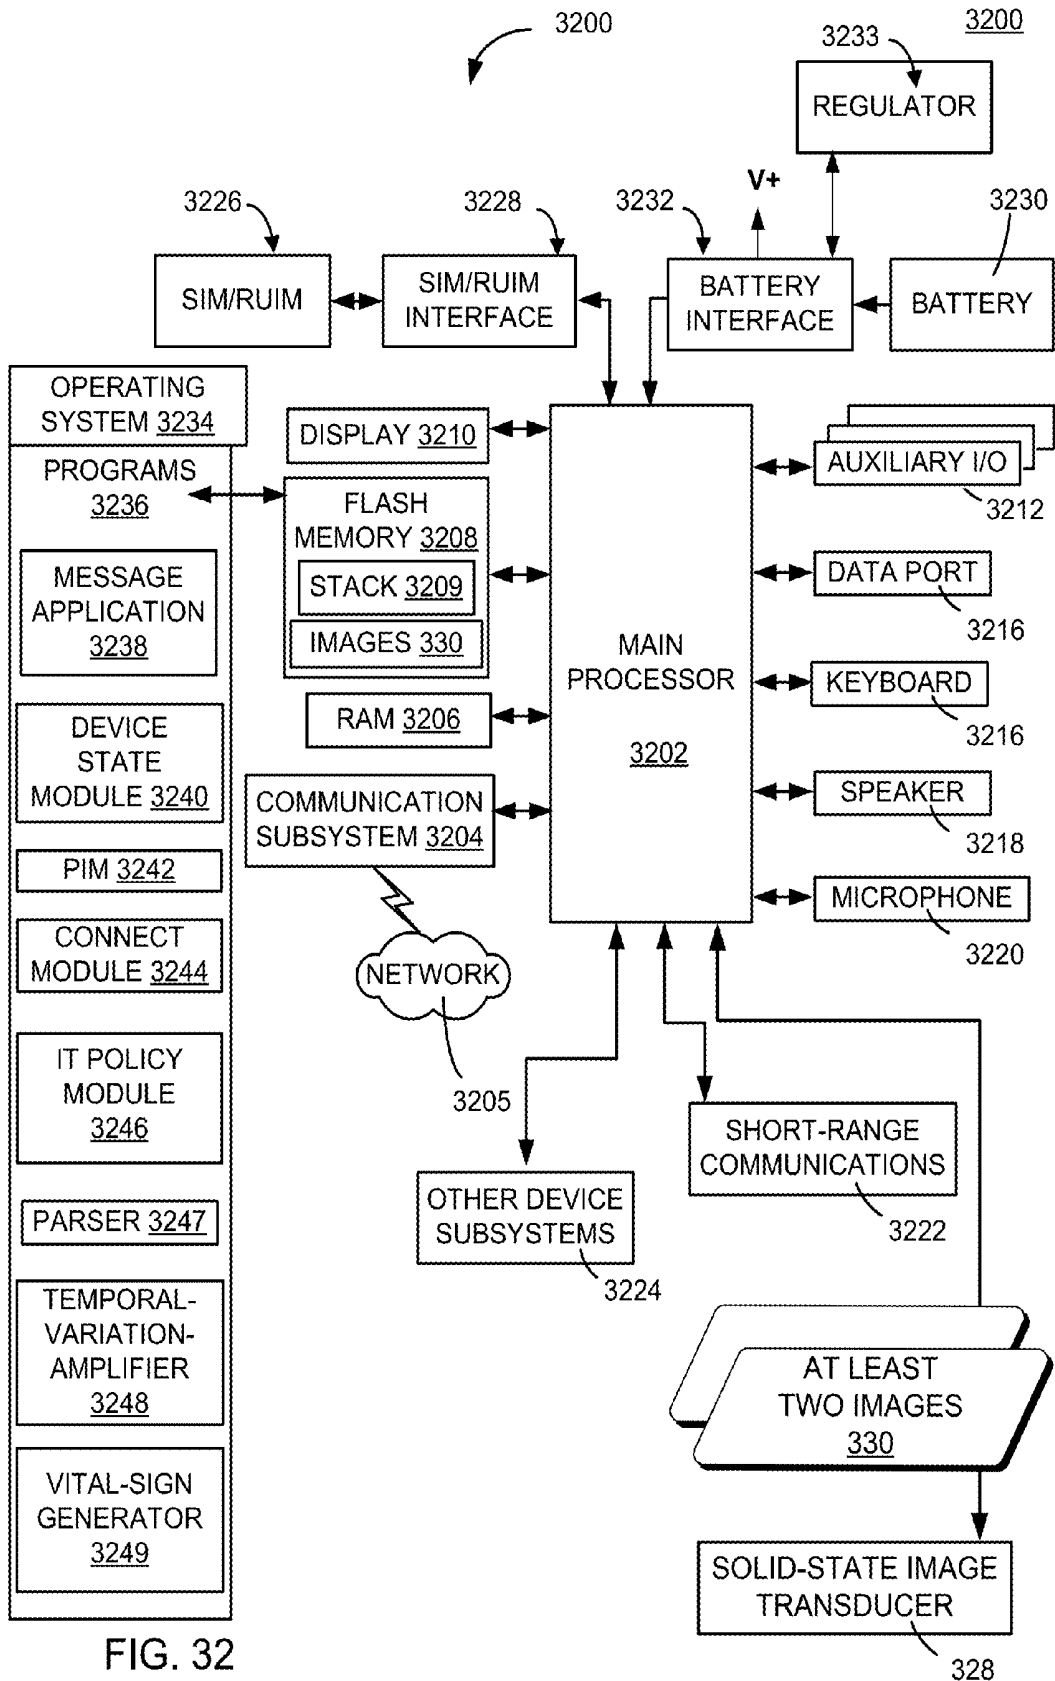 3200
3200
3233
REGULATOR
V+
3226
3228
3232
3230
SIM/RUIM
SIM/RUIM
INTERFACE
BATTERY
INTERFACE
BATTERY
OPERATING
SYSTEM 3234
PROGRAMS
3236
MESSAGE
APPLICATION
3238
DEVICE
STATE
MODULE 3240
PIM 3242
CONNECT
MODULE 3244
IT POLICY
MODULE
3246
PARSER 3247
TEMPORAL-
VARIATION-
AMPLIFIER
3248
VITAL-SIGN
GENERATOR
3249
DISPLAY 3210
FLASH
MEMORY 3208
STACK 3209
IMAGES 330
RAM 3206
COMMUNICATION
SUBSYSTEM 3204
NETWORK
3205
MAIN
PROCESSOR
3202
AUXILIARY I/O
3212
DATA PORT
3216
KEYBOARD
3216
SPEAKER
3218
MICROPHONE
3220
SHORT-RANGE
COMMUNICATIONS
3222
OTHER DEVICE
SUBSYSTEMS
3224
AT LEAST
TWO IMAGES
330
SOLID-STATE IMAGE
TRANSDUCER
328
FIG. 32